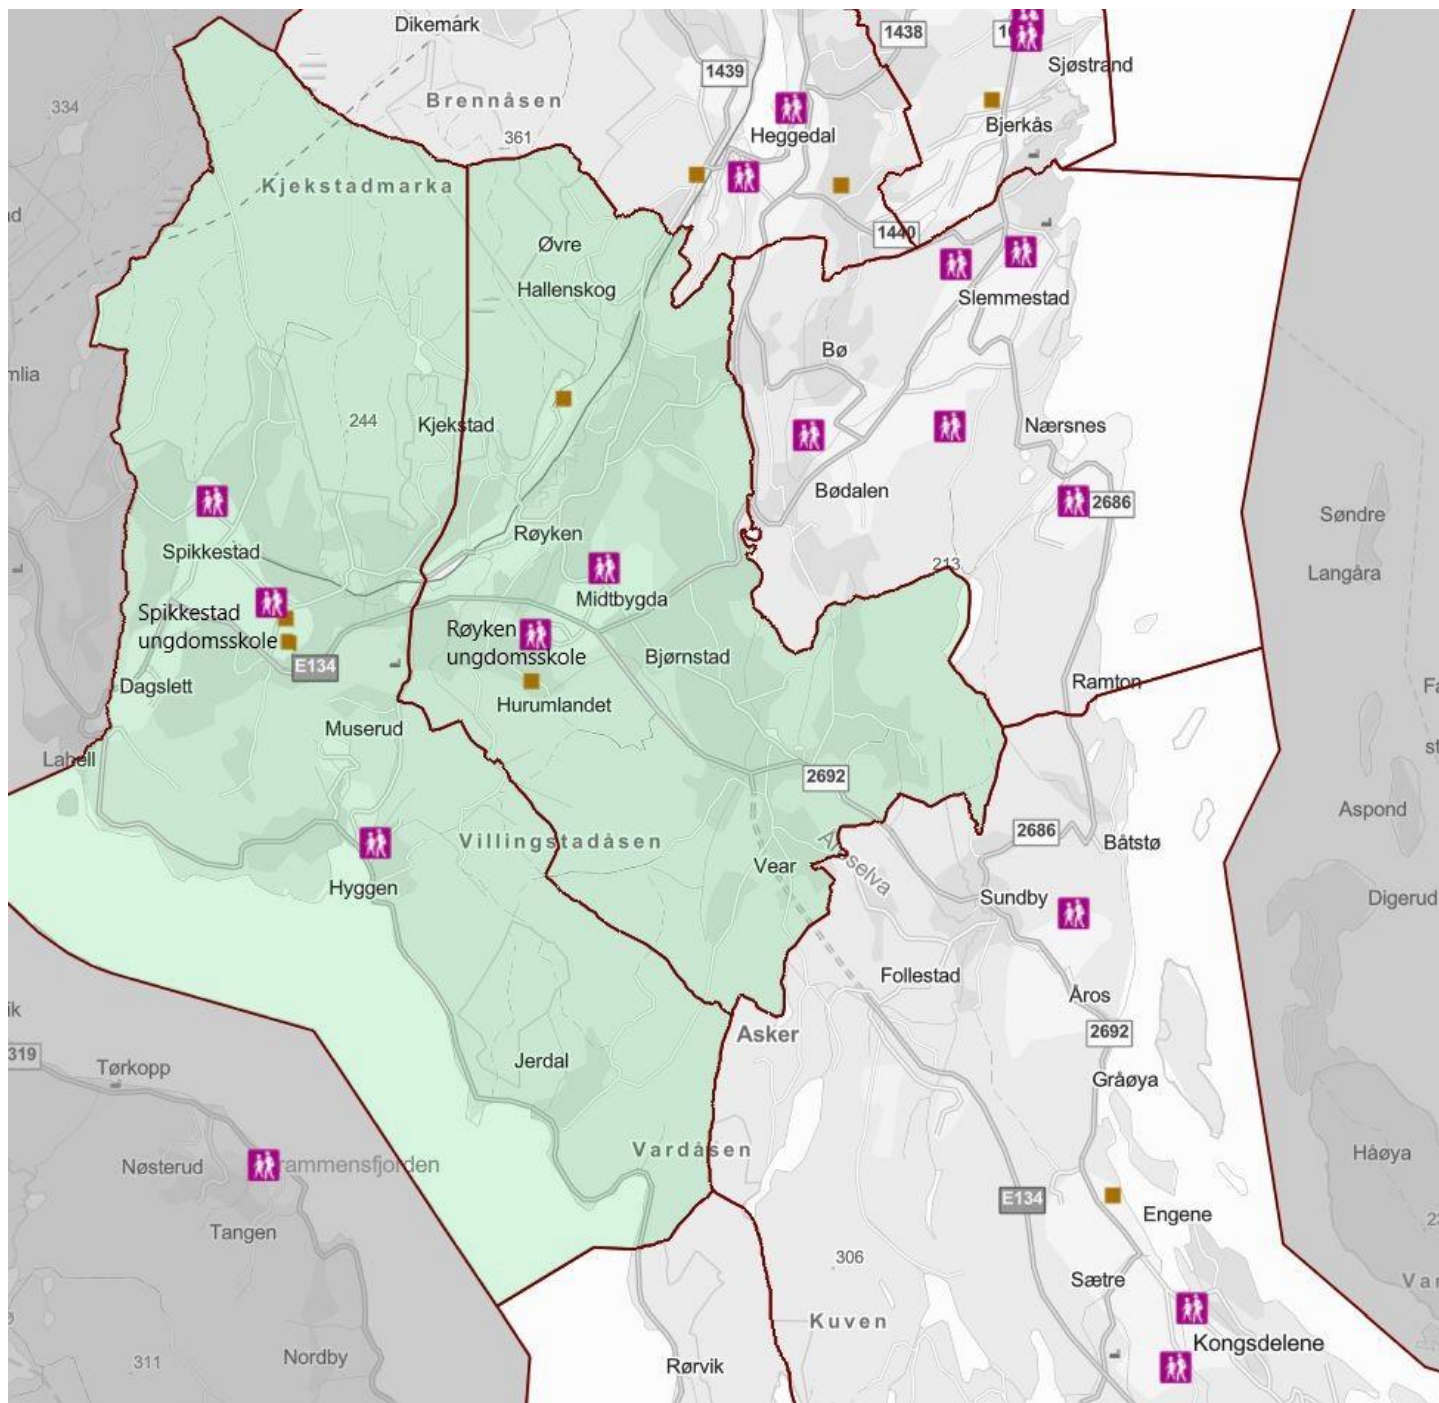 Dikemark
1438
Sjøstrand
1439
334
Brennåsen
361
Heggedal
Bjerkås
Kjekstadmarka
1440
Øvre
Hallenskog
Slemmestad
Bø
mlia
244
Kjekstad
Nærsnes
Bødalen
2686
Søndre
Langåra
Spikkestad
Røyken
213
Midtbygda
Spikkestad
ungdomsskole
Røyken
ungdomsskole
E134
Bjørnstad
Dagslett
Hurumlandet
Ramton
Muserud
Lahell
2692
Aspond
2686
Båtstø
Villingstadåsen
Årosselva
Vear
Hyggen
Sundby
Digerud
Follestad
Åros
ik
Asker
2692
319
Tørkopp
Jerdal
Gråøya
Vardåsen
Håøya
Nøsterud
rammensfjorden
E134
Engene
Tangen
306
Sætre
Kuven
Kongsdelene
Nordby
311
Rørvik